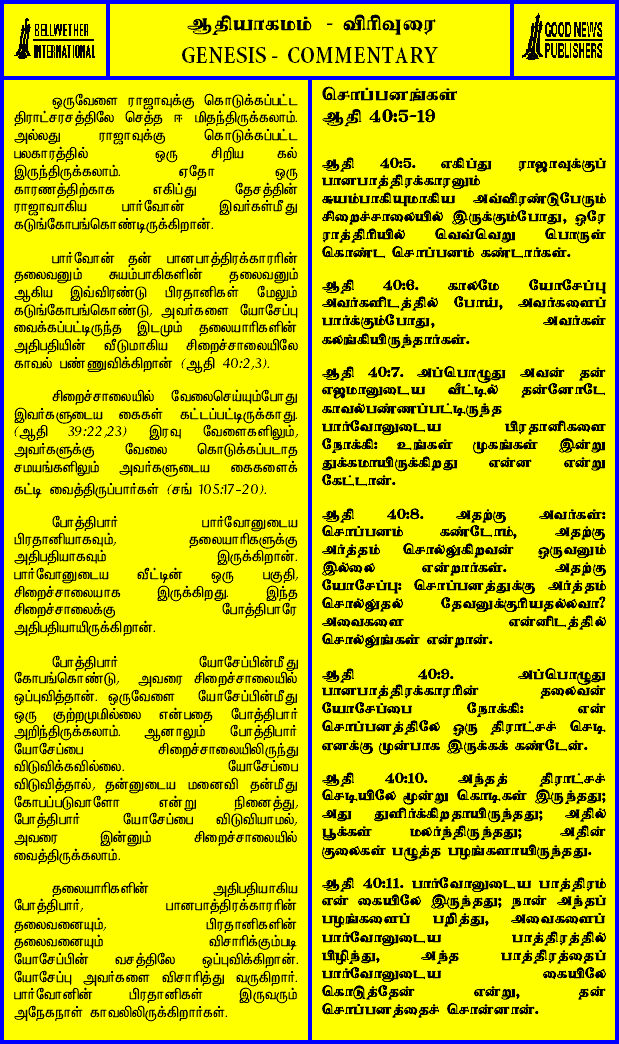 BELLWETHER
INTERNATIONAL
ஆதியாகமம் - விரிவுரை
GENESIS - COMMENTARY
GOOD NEWS
PUBLISHERS
ஒருவேளை ராஜாவுக்கு கொடுக்கப்பட்ட
திராட்சரசத்திலே செத்த ஈ மிதந்திருக்கலாம்.
அல்லது ராஜாவுக்கு கொடுக்கப்பட்ட
பலகாரத்தில் ஒரு சிறிய கல்
இருந்திருக்கலாம். ஏதோ ஒரு
காரணத்திற்காக எகிப்து தேசத்தின்
ராஜாவாகிய பார்வோன் இவர்கள்மீது
கடுங்கோபங்கொண்டிருக்கிறான்.
பார்வோன் தன் பானபாத்திரக்காரரின்
தலைவனும் சுயம்பாகிகளின் தலைவனும்
ஆகிய இவ்விரண்டு பிரதானிகள் மேலும்
கடுங்கோபங்கொண்டு, அவர்களை யோசேப்பு
வைக்கப்பட்டிருந்த இடமும் தலையாரிகளின்
அதிபதியின் வீடுமாகிய சிறைச்சாலையிலே
காவல் பண்ணுவிக்கிறான் (ஆதி 40:2,3).
சிறைச்சாலையில் வேலைசெய்யும்போது
இவர்களுடைய கைகள் கட்டப்பட்டிருக்காது.
(ஆதி 39:22,23) இரவு வேளைகளிலும்,
அவர்களுக்கு வேலை கொடுக்கப்படாத
சமயங்களிலும் அவர்களுடைய கைகளைக்
கட்டி வைத்திருப்பார்கள் (சங் 105:17-20).
போத்திபார் பார்வோனுடைய
பிரதானியாகவும், தலையாரிகளுக்கு
அதிபதியாகவும் இருக்கிறான்.
பார்வோனுடைய வீட்டின் ஒரு பகுதி,
சிறைச்சாலையாக இருக்கிறது. இந்த
சிறைச்சாலைக்கு போத்திபாரே
அதிபதியாயிருக்கிறான்.
போத்திபார் யோசேப்பின்மீது
கோபங்கொண்டு, அவரை சிறைச்சாலையில்
ஒப்புவித்தான். ஒருவேளை யோசேப்பின்மீது
ஒரு குற்றமுமில்லை என்பதை போத்திபார்
அறிந்திருக்கலாம். ஆனாலும் போத்திபார்
யோசேப்பை சிறைச்சாலையிலிருந்து
விடுவிக்கவில்லை. யோசேப்பை
விடுவித்தால், தன்னுடைய மனைவி தன்மீது
கோபப்படுவாளோ என்று நினைத்து,
போத்திபார் யோசேப்பை விடுவியாமல்,
அவரை இன்னும் சிறைச்சாலையில்
வைத்திருக்கலாம்.
தலையாரிகளின் அதிபதியாகிய
போத்திபார், பானபாத்திரக்காரரின்
தலைவனையும், பிரதானிகளின்
தலைவனையும் விசாரிக்கும்படி
யோசேப்பின் வசத்திலே ஒப்புவிக்கிறான்.
யோசேப்பு அவர்களை விசாரித்து வருகிறார்.
பார்வோனின் பிரதானிகள் இருவரும்
அநேகநாள் காவலிலிருக்கிறார்கள்.
சொப்பனங்கள்
ஆதி 40:5-19
ஆதி 40:5. எகிப்து ராஜாவுக்குப்
பானபாத்திரக்காரனும்
சுயம்பாகியுமாகிய அவ்விரண்டுபேரும்
சிறைச்சாலையில் இருக்கும்போது, ஒரே
ராத்திரியில் வெவ்வெறு பொருள்
கொண்ட சொப்பனம் கண்டார்கள்.
ஆதி 40:6. காலமே யோசேப்பு
அவர்களிடத்தில் போய், அவர்களைப்
பார்க்கும்போது, அவர்கள்
கலங்கியிருந்தார்கள்.
ஆதி 40:7. அப்பொழுது அவன் தன்
எஜமானுடைய வீட்டில் தன்னோடே
காவல்பண்ணப்பட்டிருந்த
பார்வோனுடைய பிரதானிகளை
நோக்கி: உங்கள் முகங்கள் இன்று
துக்கமாயிருக்கிறது என்ன என்று
கேட்டான்.
ஆதி 40:8. அதற்கு அவர்கள்:
சொப்பனம் கண்டோம், அதற்கு
அர்த்தம் சொல்லுகிறவன் ஒருவனும்
இல்லை என்றார்கள். அதற்கு
யோசேப்பு: சொப்பனத்துக்கு அர்த்தம்
சொல்லுதல் தேவனுக்குரியதல்லவா?
அவைகளை என்னிடத்தில்
சொல்லுங்கள் என்றான்.
ஆதி 40:9. அப்பொழுது
பானபாத்திரக்காரரின் தலைவன்
யோசேப்பை நோக்கி: என்
சொப்பனத்திலே ஒரு திராட்சச் செடி
எனக்கு முன்பாக இருக்கக் கண்டேன்.
ஆதி 40:10. அந்தத் திராட்சச்
செடியிலே மூன்று கொடிகள் இருந்தது;
அது துளிர்க்கிறதாயிருந்தது; அதில்
பூக்கள் மலர்ந்திருந்தது; அதின்
குலைகள் பழுத்த பழங்களாயிருந்தது.
ஆதி 40:11. பார்வோனுடைய பாத்திரம்
என் கையிலே இருந்தது; நான் அந்தப்
பழங்களைப் பறித்து, அவைகளைப்
பார்வோனுடைய பாத்திரத்தில்
பிழிந்து, அந்த பாத்திரத்தைப்
பார்வோனுடைய கையிலே
கொடுத்தேன் என்று, தன்
சொப்பனத்தைச் சொன்னான்.